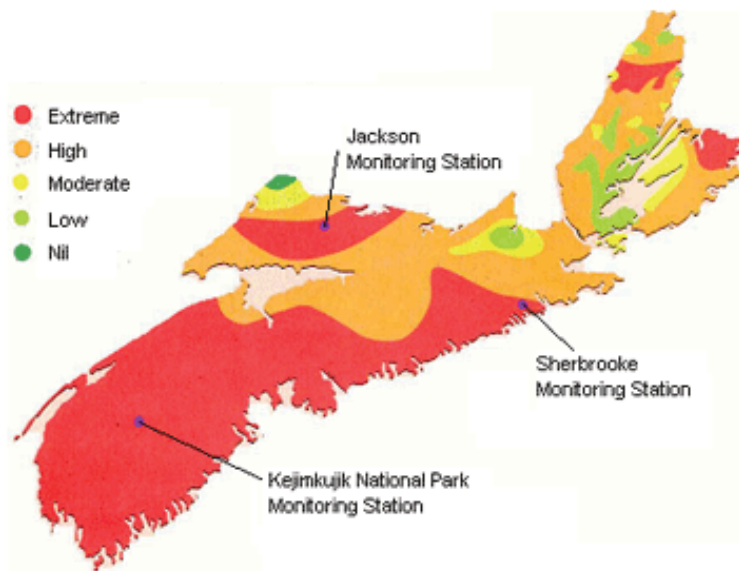 Extreme
High
Moderate
Low
Nil
Jackson
Monitoring Station
Sherbrooke
Monitoring Station
Kejimkujik National Park
Monitoring Station